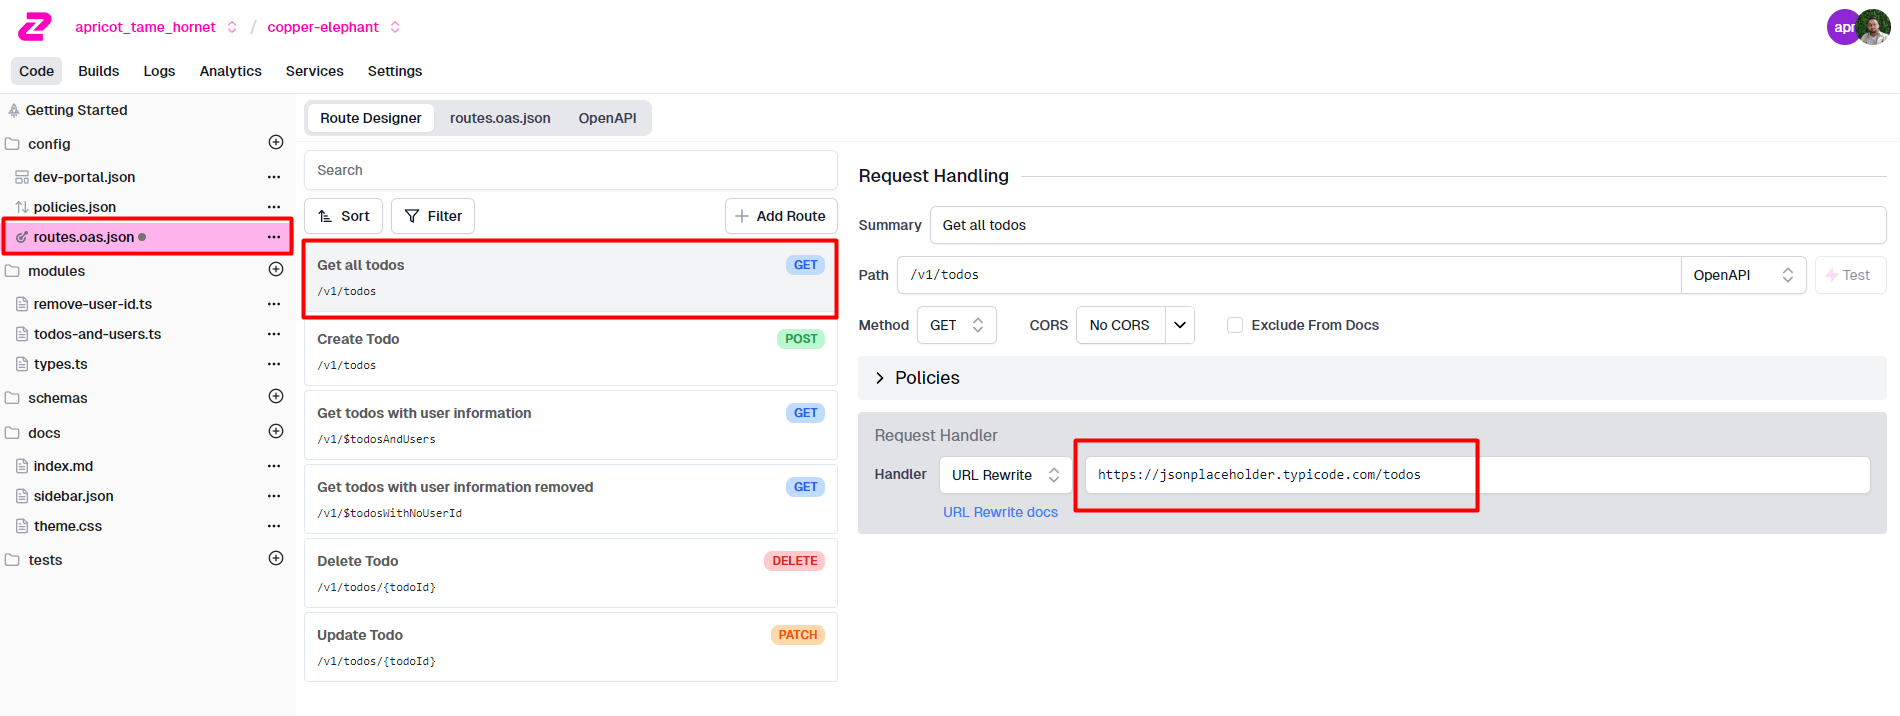 apricot_tame_hornet / copper-elephant
apr
Code Builds Logs Analytics Services Settings
Getting Started
config
dev-portal.json
policies.json
routes.oas.json
modules
remove-user-id.ts
todos-and-users.ts
types.ts
schemas
docs
index.md
sidebar.json
theme.css
tests
Route Designer routes.oas.json OpenAPI
Search
Sort Filter Add Route
Get all todos GET
/v1/todos
Create Todo POST
/v1/todos
Get todos with user information GET
/v1/$todosAndUsers
Get todos with user information removed GET
/v1/$todosWithNoUserId
Delete Todo DELETE
/v1/todos/{todoId}
Update Todo PATCH
/v1/todos/{todoId}
Request Handling
Summary Get all todos
Path /v1/todos OpenAPI Test
Method GET CORS No CORS Exclude From Docs
Policies
Request Handler
Handler URL Rewrite https://jsonplaceholder.typicode.com/todos
URL Rewrite docs